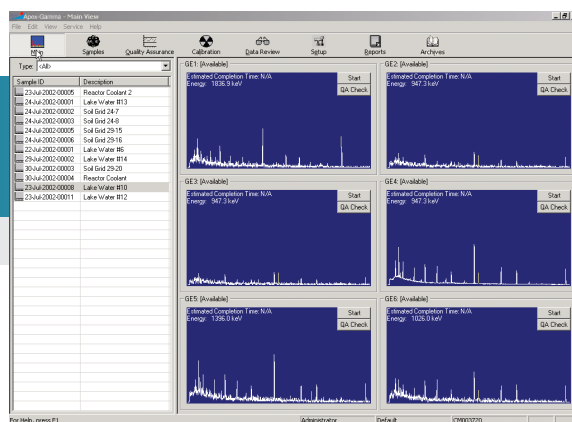 Apex-Gamma - Main View
File Edit View Service Help
Main Samples Quality Assurance Calibration Data Review Setup Reports Archives
Type: <All>
Sample ID Description
23-Jul-2002-00005 Reactor Coolant 2
24-Jul-2002-00001 Lake Water #13
24-Jul-2002-00002 Soil Grid 24-7
24-Jul-2002-00003 Soil Grid 24-8
24-Jul-2002-00005 Soil Grid 29-15
24-Jul-2002-00006 Soil Grid 29-16
22-Jul-2002-00001 Lake Water #6
29-Jul-2002-00002 Lake Water #14
30-Jul-2002-00003 Soil Grid 29-20
30-Jul-2002-00004 Reactor Coolant
23-Jul-2002-00008 Lake Water #10
23-Jul-2002-00011 Lake Water #12
GE1: [Available]
Estimated Completion Time: N/A
Energy: 1836.9 keV
Start
QA Check
GE2: [Available]
Estimated Completion Time: N/A
Energy: 947.3 keV
Start
QA Check
GE3: [Available]
Estimated Completion Time: N/A
Energy: 947.3 keV
Start
QA Check
GE4: [Available]
Estimated Completion Time: N/A
Energy: 947.3 keV
Start
QA Check
GE5: [Available]
Estimated Completion Time: N/A
Energy: 1396.0 keV
Start
QA Check
GE6: [Available]
Estimated Completion Time: N/A
Energy: 1026.0 keV
Start
QA Check
For Help, press F1 Administrator Default CM003720